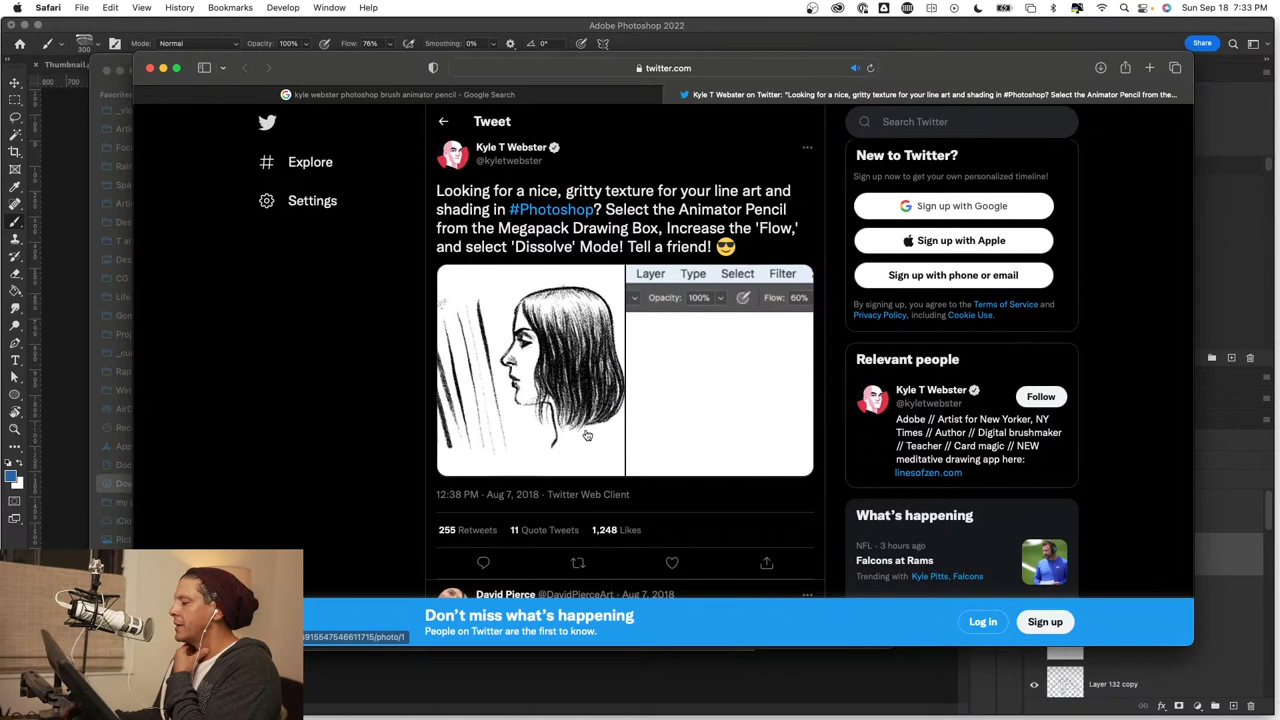 Safari File Edit View History Bookmarks Develop Window Help
Sun Sep 18 7:33 PM
Adobe Photoshop 2022
300
Mode: Normal Opacity: 100% Flow: 76% Smoothing: 0% 0°
Share
Thumbnail.
800 700
Favorites
twitter.com
kyle webster photoshop brush animator pencil - Google Search
Kyle T Webster on Twitter: "Looking for a nice, gritty texture for your line art and shading in #Photoshop? Select the Animator Pencil from the...
Explore
Settings
Tweet
Kyle T Webster
@kyletwebster
Looking for a nice, gritty texture for your line art and
shading in #Photoshop? Select the Animator Pencil
from the Megapack Drawing Box, Increase the 'Flow,'
and select 'Dissolve' Mode! Tell a friend! 😎
Layer Type Select Filter
Opacity: 100% Flow: 60%
12:38 PM · Aug 7, 2018 · Twitter Web Client
255 Retweets 11 Quote Tweets 1,248 Likes
David Pierce @DavidPierceArt · Aug 7, 2018
Search Twitter
New to Twitter?
Sign up now to get your own personalized timeline!
Sign up with Google
Sign up with Apple
Sign up with phone or email
By signing up, you agree to the Terms of Service and
Privacy Policy, including Cookie Use.
Relevant people
Kyle T Webster
@kyletwebster
Follow
Adobe // Artist for New Yorker, NY
Times // Author // Digital brushmaker
// Teacher // Card magic // NEW
meditative drawing app here:
linesofzen.com
What's happening
NFL · 3 hours ago
Falcons at Rams
Trending with Kyle Pitts, Falcons
Don't miss what's happening
People on Twitter are the first to know.
Log in
Sign up
4915547546611715/photo/1
Layer 132 copy